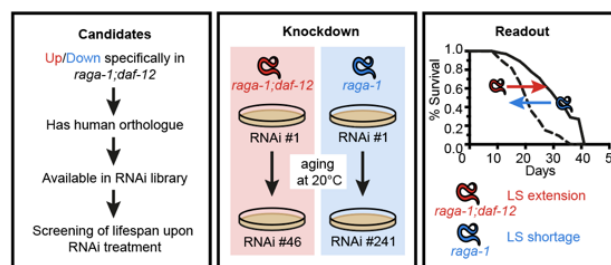 Candidates
Up/Down specifically in
raga-1;daf-12
Has human orthologue
Available in RNAi library
Screening of lifespan upon
RNAi treatment
Knockdown
raga-1;daf-12
raga-1
RNAi #1
RNAi #1
aging
at 20°C
RNAi #46
RNAi #241
Readout
% Survival
1.0
0.8
0.6
0.4
0.2
0.0
0 10 20 30 40 5
Days
LS extension
raga-1;daf-12
LS shortage
raga-1